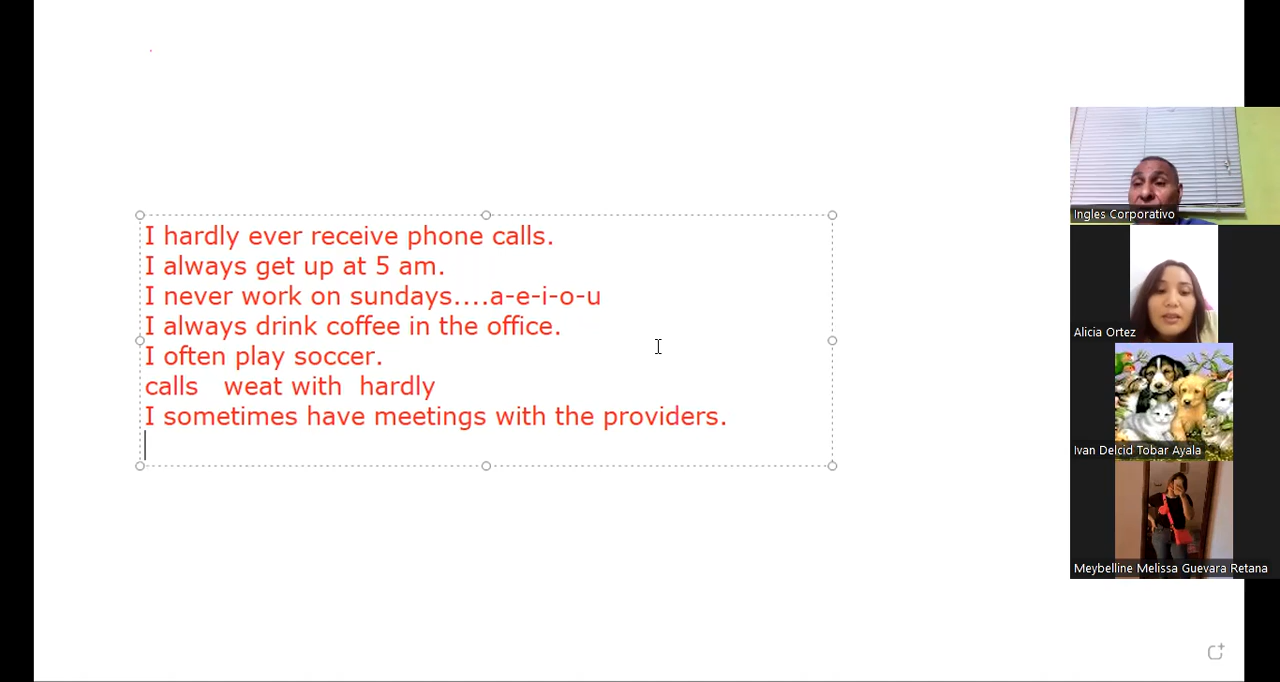 I hardly ever receive phone calls.
I always get up at 5 am.
I never work on sundays....a-e-i-o-u
I always drink coffee in the office.
I often play soccer.
calls weat with hardly
I sometimes have meetings with the providers.
Ingles Corporativo
Alicia Ortez
Ivan Delcid Tobar Ayala
Meybelline Melissa Guevara Retana